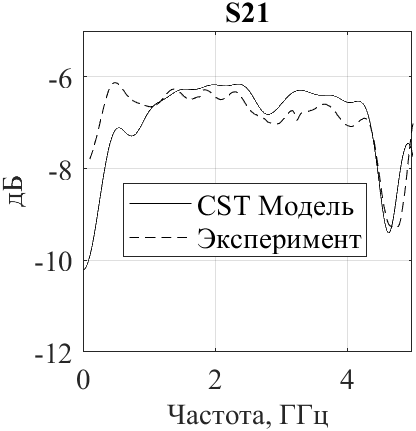 S21
-6
-8
-10
-12
дБ
CST Модель
Эксперимент
0
2
4
Частота, ГГц